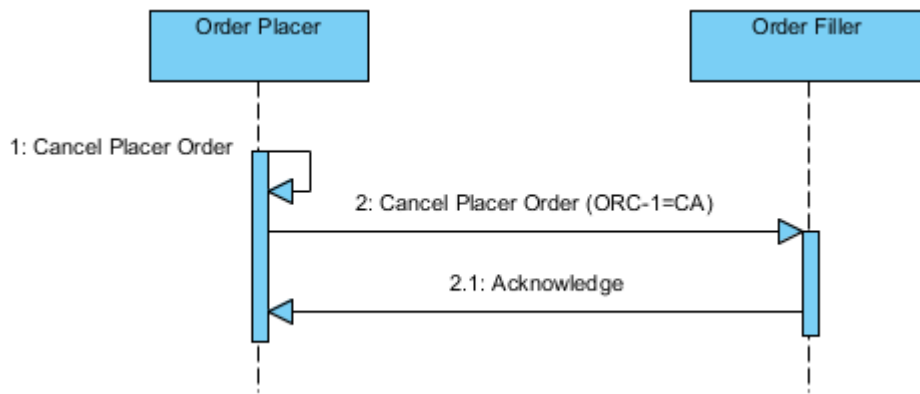 Order Placer
Order Filler
1: Cancel Placer Order
2: Cancel Placer Order (ORC-1=CA)
2.1: Acknowledge